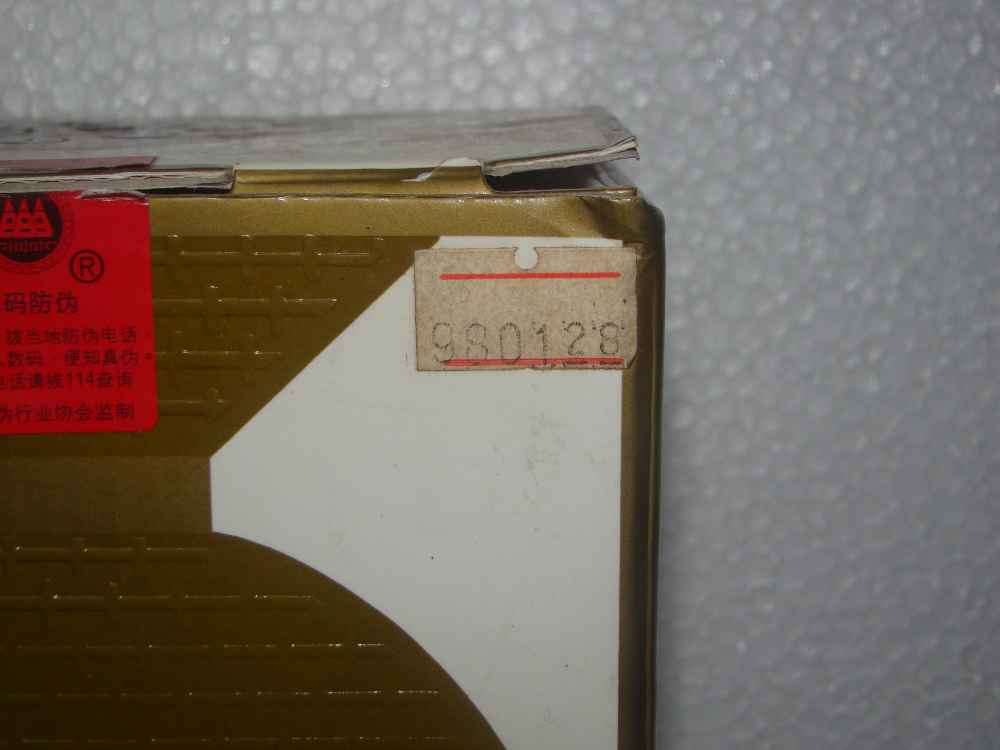 ®
码防伪
拨当地防伪电话
数码，便知真伪。
电话请拨114查询
伪行业协会监制
980128